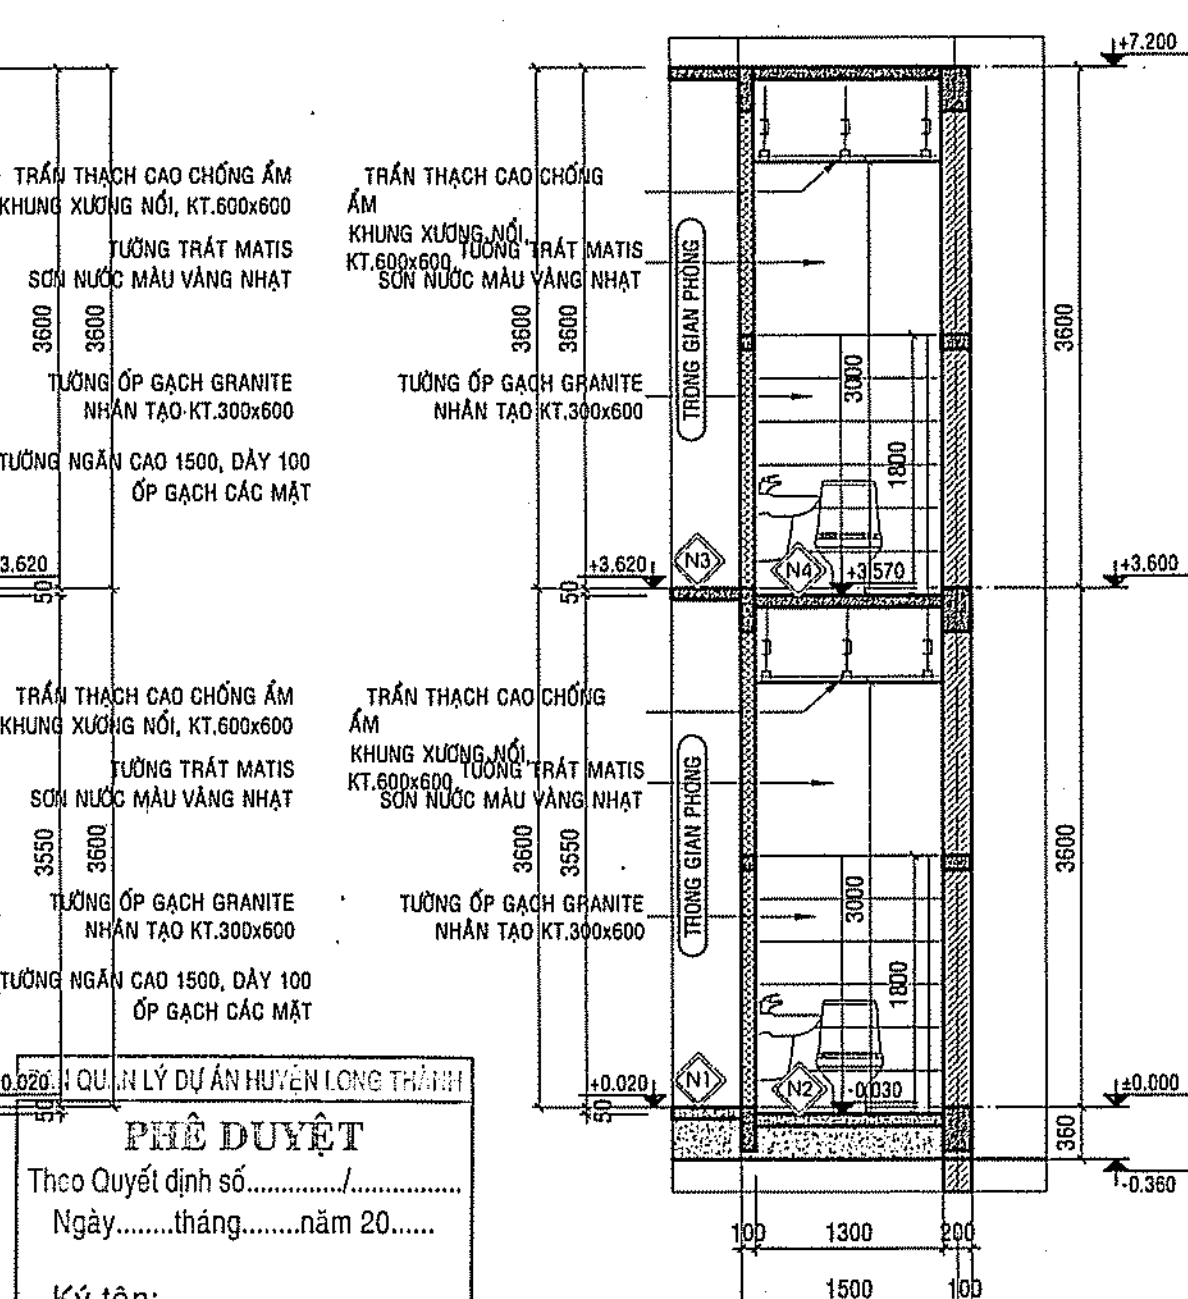 +7.200
TRẦN THẠCH CAO CHỐNG ẨM
KHUNG XƯƠNG NỔI, KT.600x600
TƯỜNG TRÁT MATIS
SƠN NƯỚC MÀU VÀNG NHẠT
3600
3600
TƯỜNG ỐP GẠCH GRANITE
NHÂN TẠO KT.300x600
TƯỜNG NGĂN CAO 1500, DÀY 100
ỐP GẠCH CÁC MẶT
3.620
50
TRẦN THẠCH CAO CHỐNG
ẨM
KHUNG XƯƠNG NỔI,
KT.600x600
TƯỜNG TRÁT MATIS
SƠN NƯỚC MÀU VÀNG NHẠT
3600
3600
TƯỜNG ỐP GẠCH GRANITE
NHÂN TẠO KT.300x600
TRONG GIAN PHÒNG
3000
1800
3600
+3.620
50
N3
N4
+3.570
+3.600
TRẦN THẠCH CAO CHỐNG ẨM
KHUNG XƯƠNG NỔI, KT.600x600
TƯỜNG TRÁT MATIS
SƠN NƯỚC MÀU VÀNG NHẠT
3550
3600
TƯỜNG ỐP GẠCH GRANITE
NHÂN TẠO KT.300x600
TƯỜNG NGĂN CAO 1500, DÀY 100
ỐP GẠCH CÁC MẶT
0.020
50
TRẦN THẠCH CAO CHỐNG
ẨM
KHUNG XƯƠNG NỔI,
KT.600x600
TƯỜNG TRÁT MATIS
SƠN NƯỚC MÀU VÀNG NHẠT
3600
3550
TƯỜNG ỐP GẠCH GRANITE
NHÂN TẠO KT.300x600
TRONG GIAN PHÒNG
3000
1800
3600
+0.020
50
N1
N2
-0.030
±0.000
360
-0.360
100
1300
200
1500
100
BAN QUẢN LÝ DỰ ÁN HUYỆN LONG THÀNH
PHÊ DUYỆT
Theo Quyết định số............../................
Ngày........tháng........năm 20......
Ký tên: